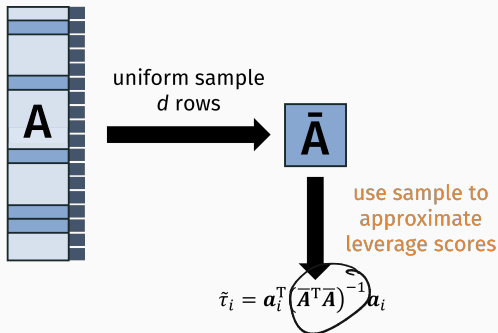 uniform sample
d rows
A
Ā
use sample to
approximate
leverage scores
τ̃ᵢ = aᵢᵀ(ĀᵀĀ)⁻¹aᵢ